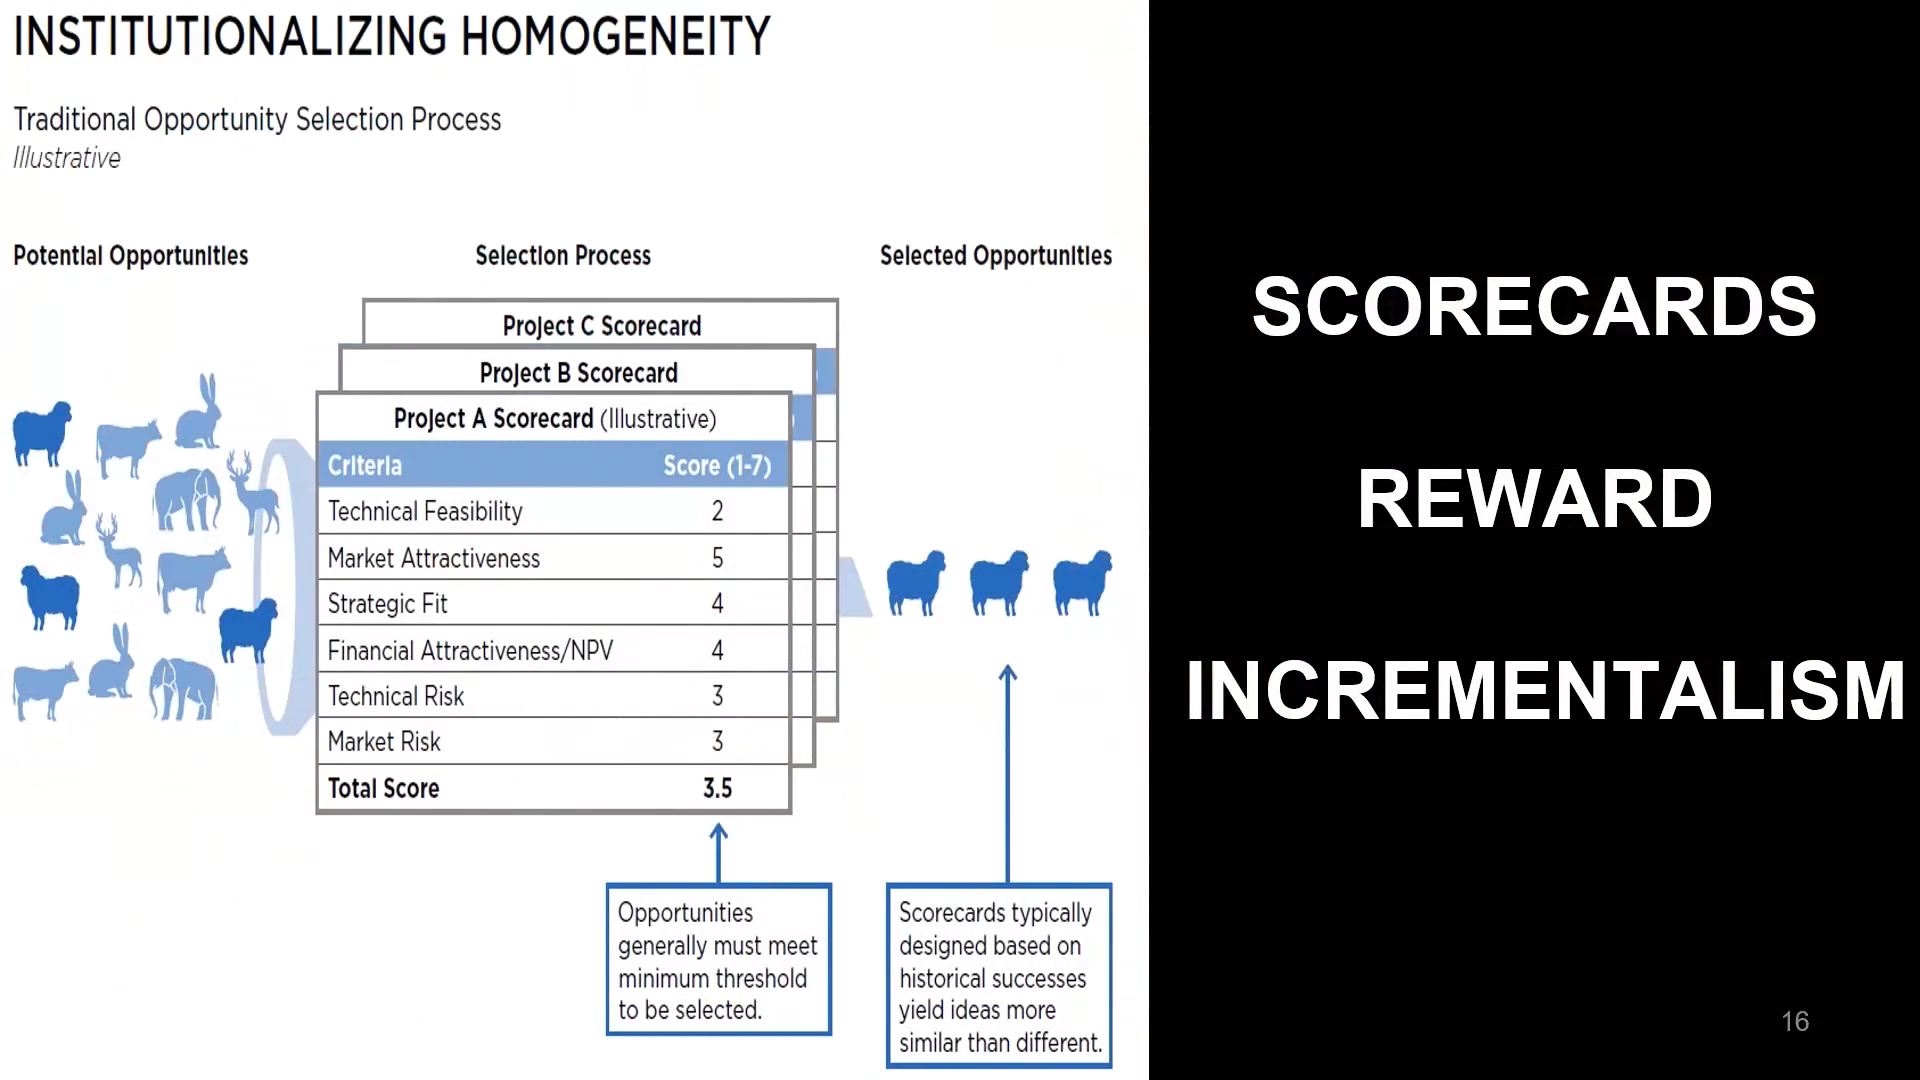 INSTITUTIONALIZING HOMOGENEITY
Traditional Opportunity Selection Process
Illustrative
Potential Opportunities
Selection Process
Selected Opportunities
Project C Scorecard
Project B Scorecard
Project A Scorecard (Illustrative)
Criteria Score (1-7)
Technical Feasibility 2
Market Attractiveness 5
Strategic Fit 4
Financial Attractiveness/NPV 4
Technical Risk 3
Market Risk 3
Total Score 3.5
Opportunities
generally must meet
minimum threshold
to be selected.
Scorecards typically
designed based on
historical successes
yield ideas more
similar than different.
SCORECARDS
REWARD
INCREMENTALISM
16